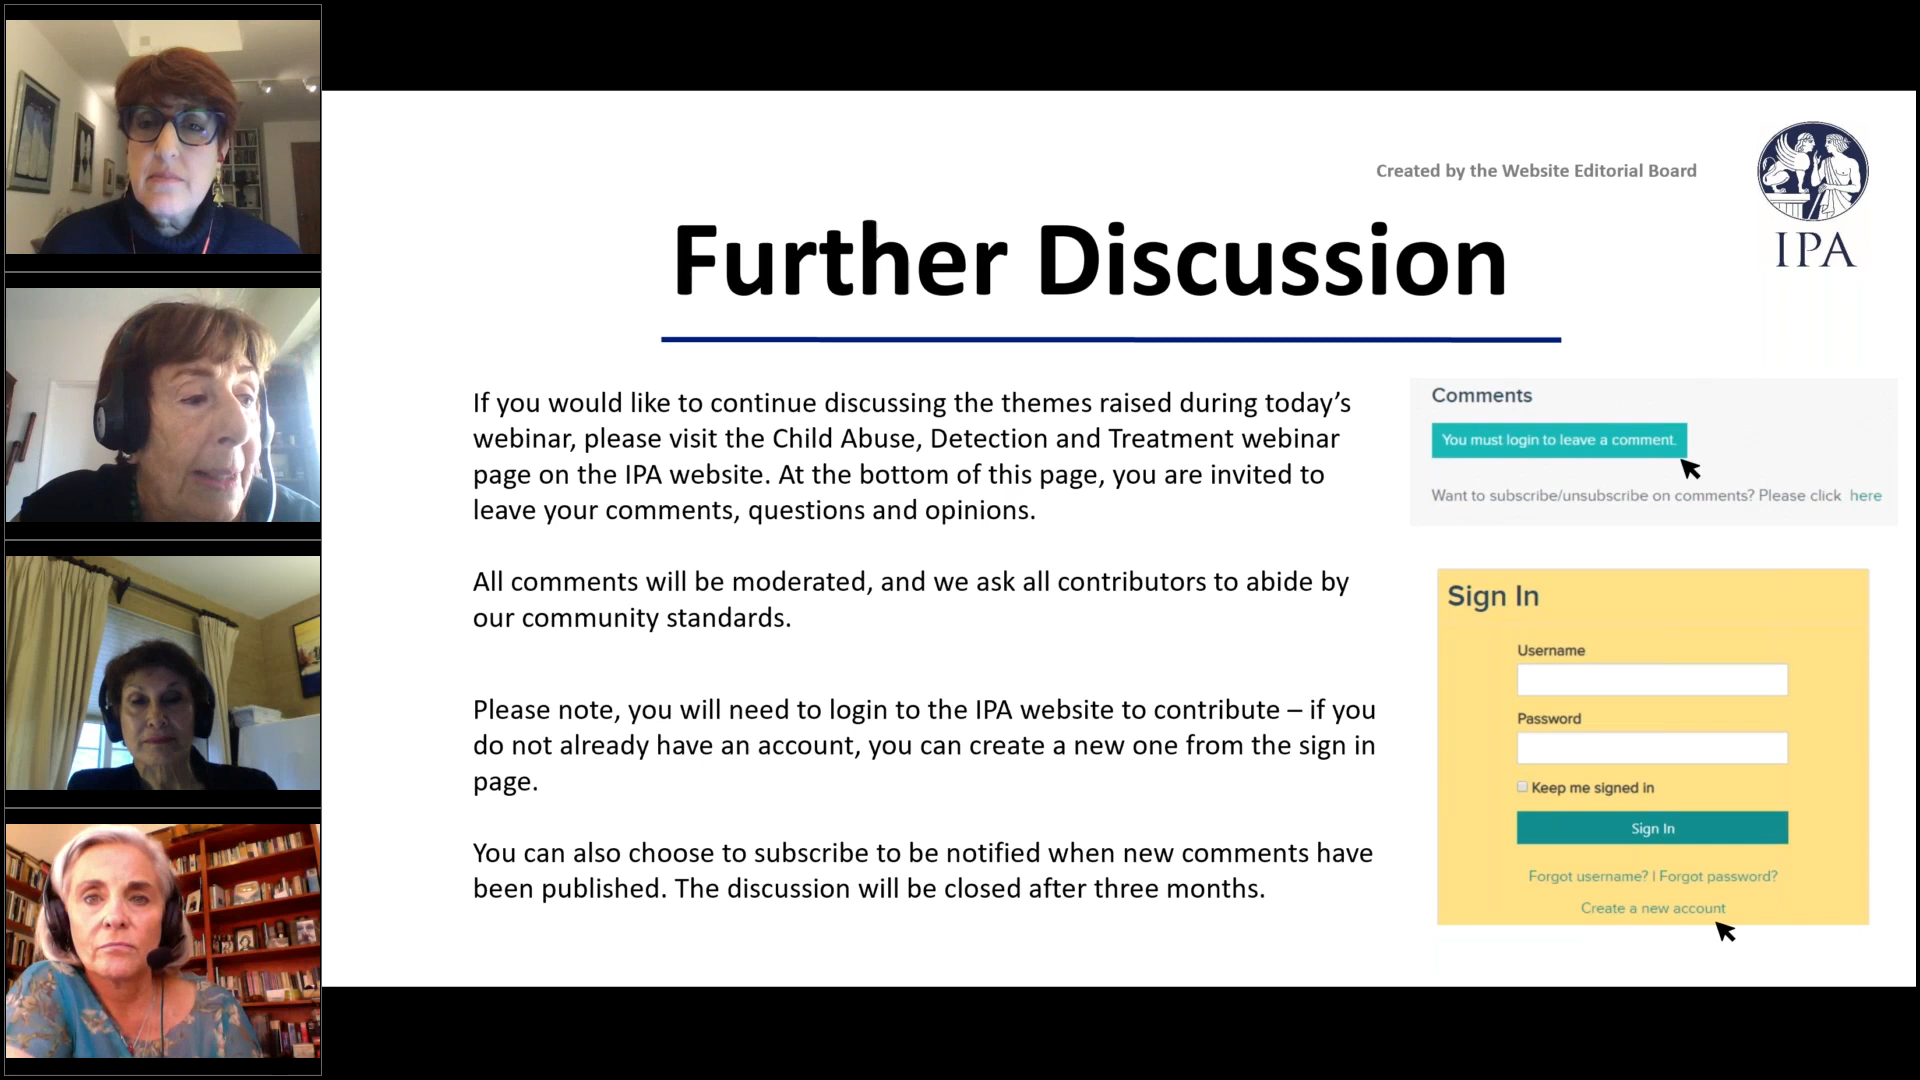 Created by the Website Editorial Board
IPA
Further Discussion
If you would like to continue discussing the themes raised during today's
webinar, please visit the Child Abuse, Detection and Treatment webinar
page on the IPA website. At the bottom of this page, you are invited to
leave your comments, questions and opinions.
All comments will be moderated, and we ask all contributors to abide by
our community standards.
Please note, you will need to login to the IPA website to contribute – if you
do not already have an account, you can create a new one from the sign in
page.
You can also choose to subscribe to be notified when new comments have
been published. The discussion will be closed after three months.
Comments
You must login to leave a comment.
Want to subscribe/unsubscribe on comments? Please click here
Sign In
Username
Password
Keep me signed in
Sign In
Forgot username? | Forgot password?
Create a new account